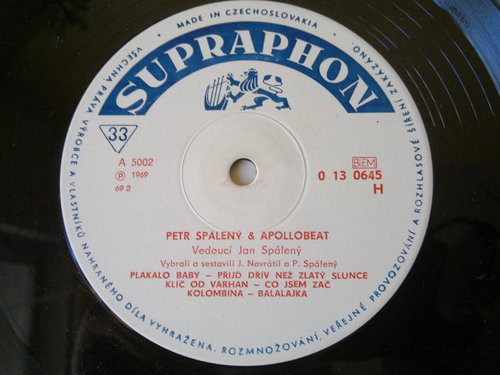 MADE IN CZECHOSLOVAKIA
SUPRAPHON
33
A 5002
Ⓟ 1969
69 2
BIEM
0 13 0645
H
PETR SPÁLENÝ & APOLLOBEAT
Vedoucí Jan Spálený
Vybrali a sestavili J. Navrátil a P. Spálený
PLAKALO BABY – PŘIJĎ DŘÍV NEŽ ZLATÝ SLUNCE
KLÍČ OD VARHAN – CO JSEM ZAČ
KOLOMBÍNA – BALALAJKA
VŠECHNA PRÁVA VÝROBCE A VLASTNÍKŮ NAHRANÉHO DÍLA VYHRAŽENA. ROZMNOŽOVÁNÍ, VEŘEJNÉ PROVOZOVÁNÍ A ROZHLASOVÉ ŠÍŘENÍ ZAKÁZÁNO